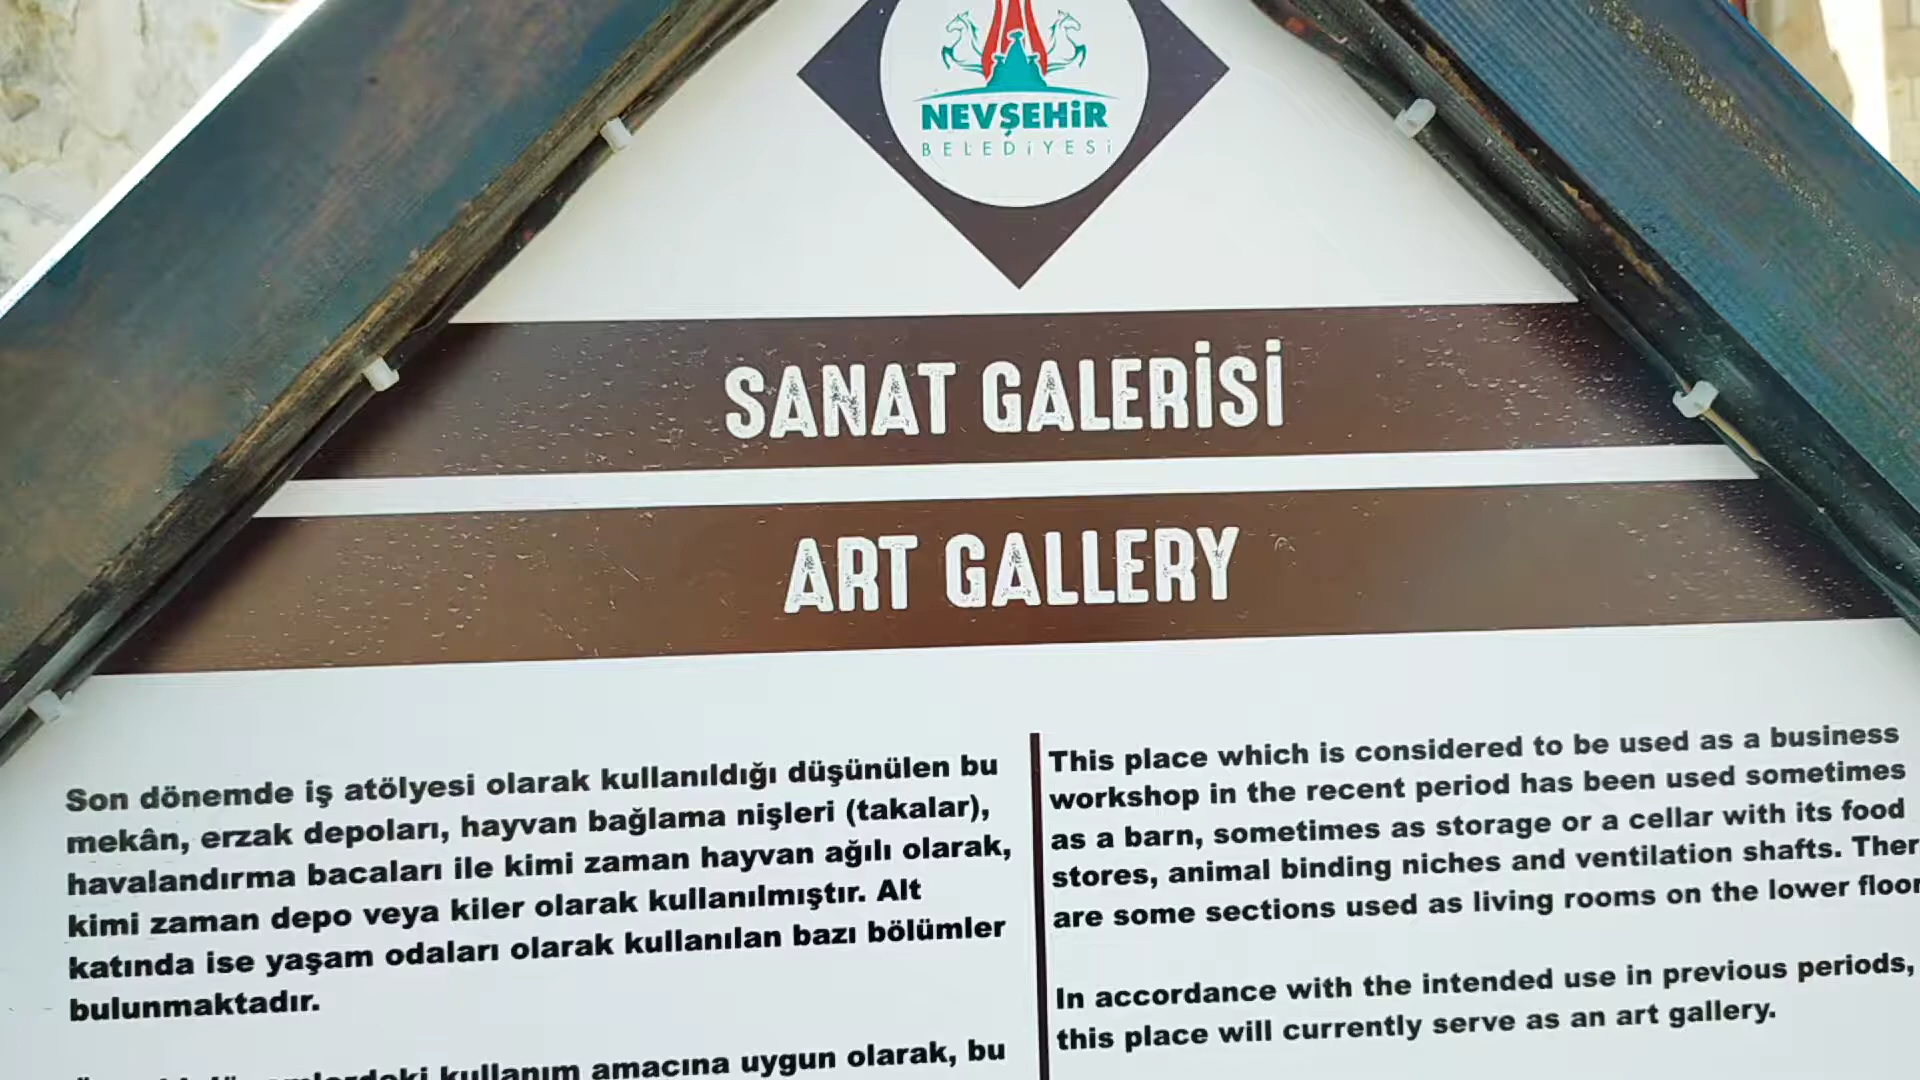 NEVŞEHİR
BELEDİYESİ
SANAT GALERİSİ
ART GALLERY
Son dönemde iş atölyesi olarak kullanıldığı düşünülen bu
mekân, erzak depoları, hayvan bağlama nişleri (takalar),
havalandırma bacaları ile kimi zaman hayvan ağılı olarak,
kimi zaman depo veya kiler olarak kullanılmıştır. Alt
katında ise yaşam odaları olarak kullanılan bazı bölümler
bulunmaktadır.
kullanım amacına uygun olarak, bu
This place which is considered to be used as a business
workshop in the recent period has been used sometimes
as a barn, sometimes as storage or a cellar with its food
stores, animal binding niches and ventilation shafts. Ther
are some sections used as living rooms on the lower floor
In accordance with the intended use in previous periods,
this place will currently serve as an art gallery.